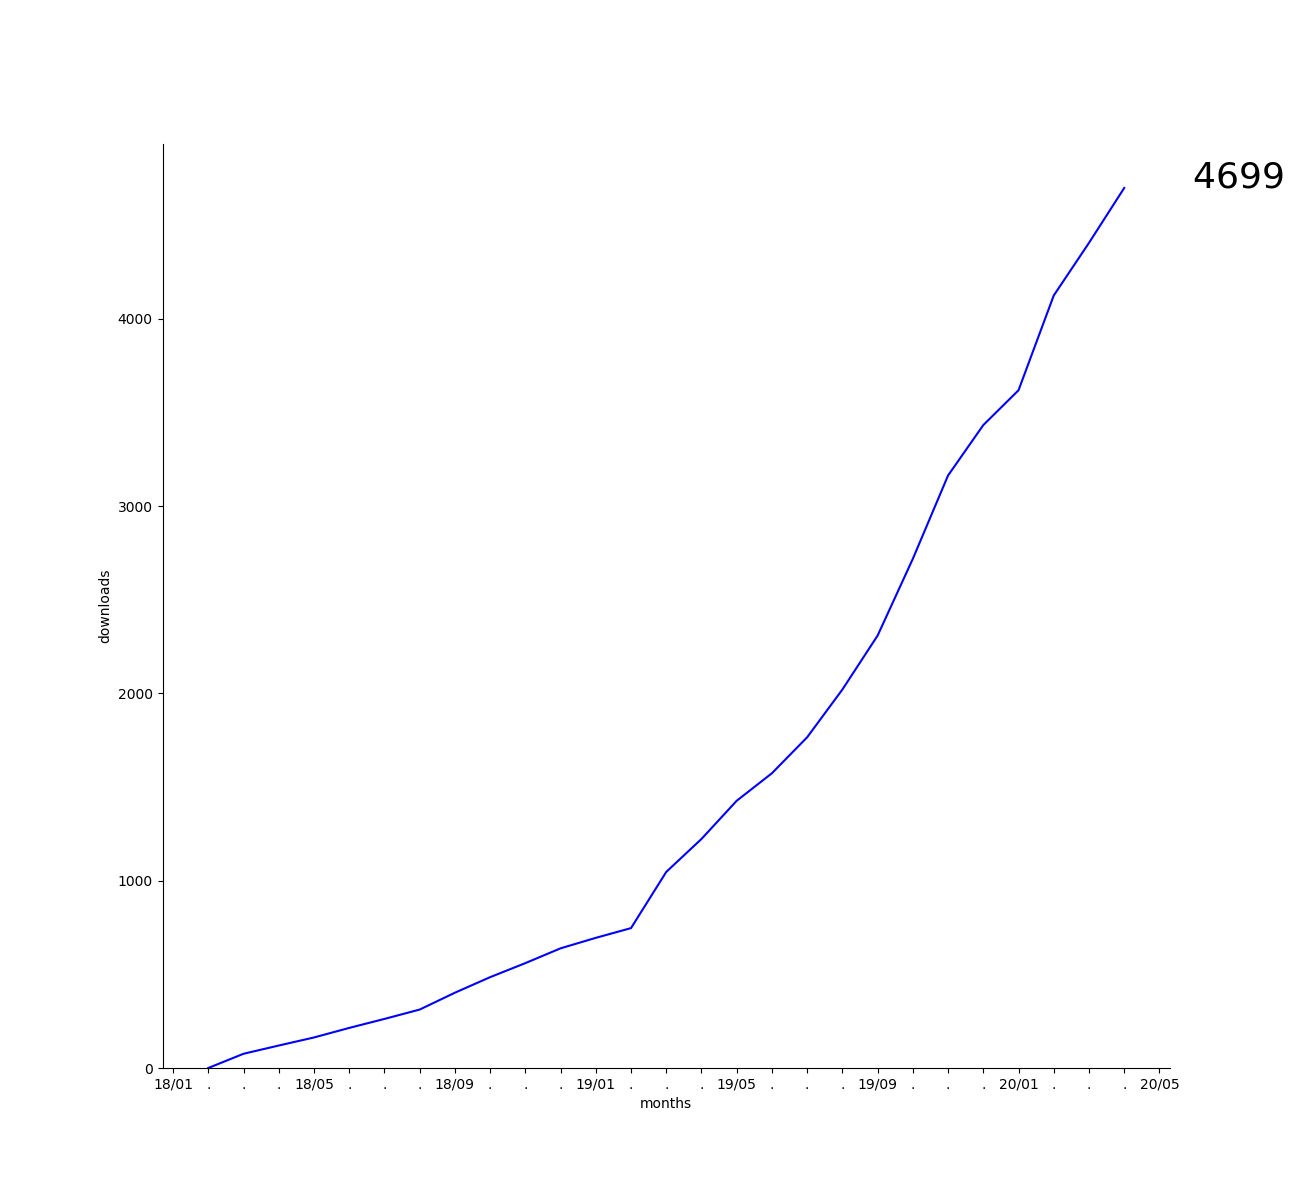 4699
4000
3000
2000
1000
0
downloads
18/01 . . . 18/05 . . . 18/09 . . . 19/01 . . . 19/05 . . . 19/09 . . . 20/01 . . . 20/05
months